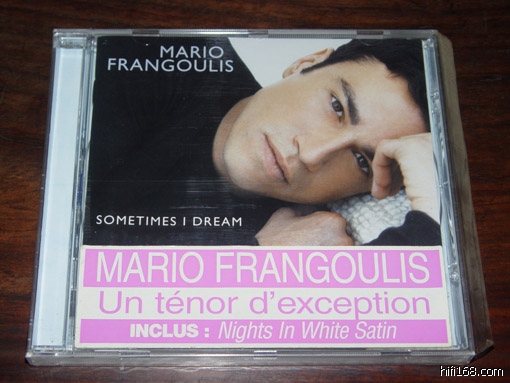 MARIO
FRANGOULIS
SOMETIMES I DREAM
MARIO FRANGOULIS
Un ténor d'exception
INCLUS : Nights In White Satin
hifi168.com